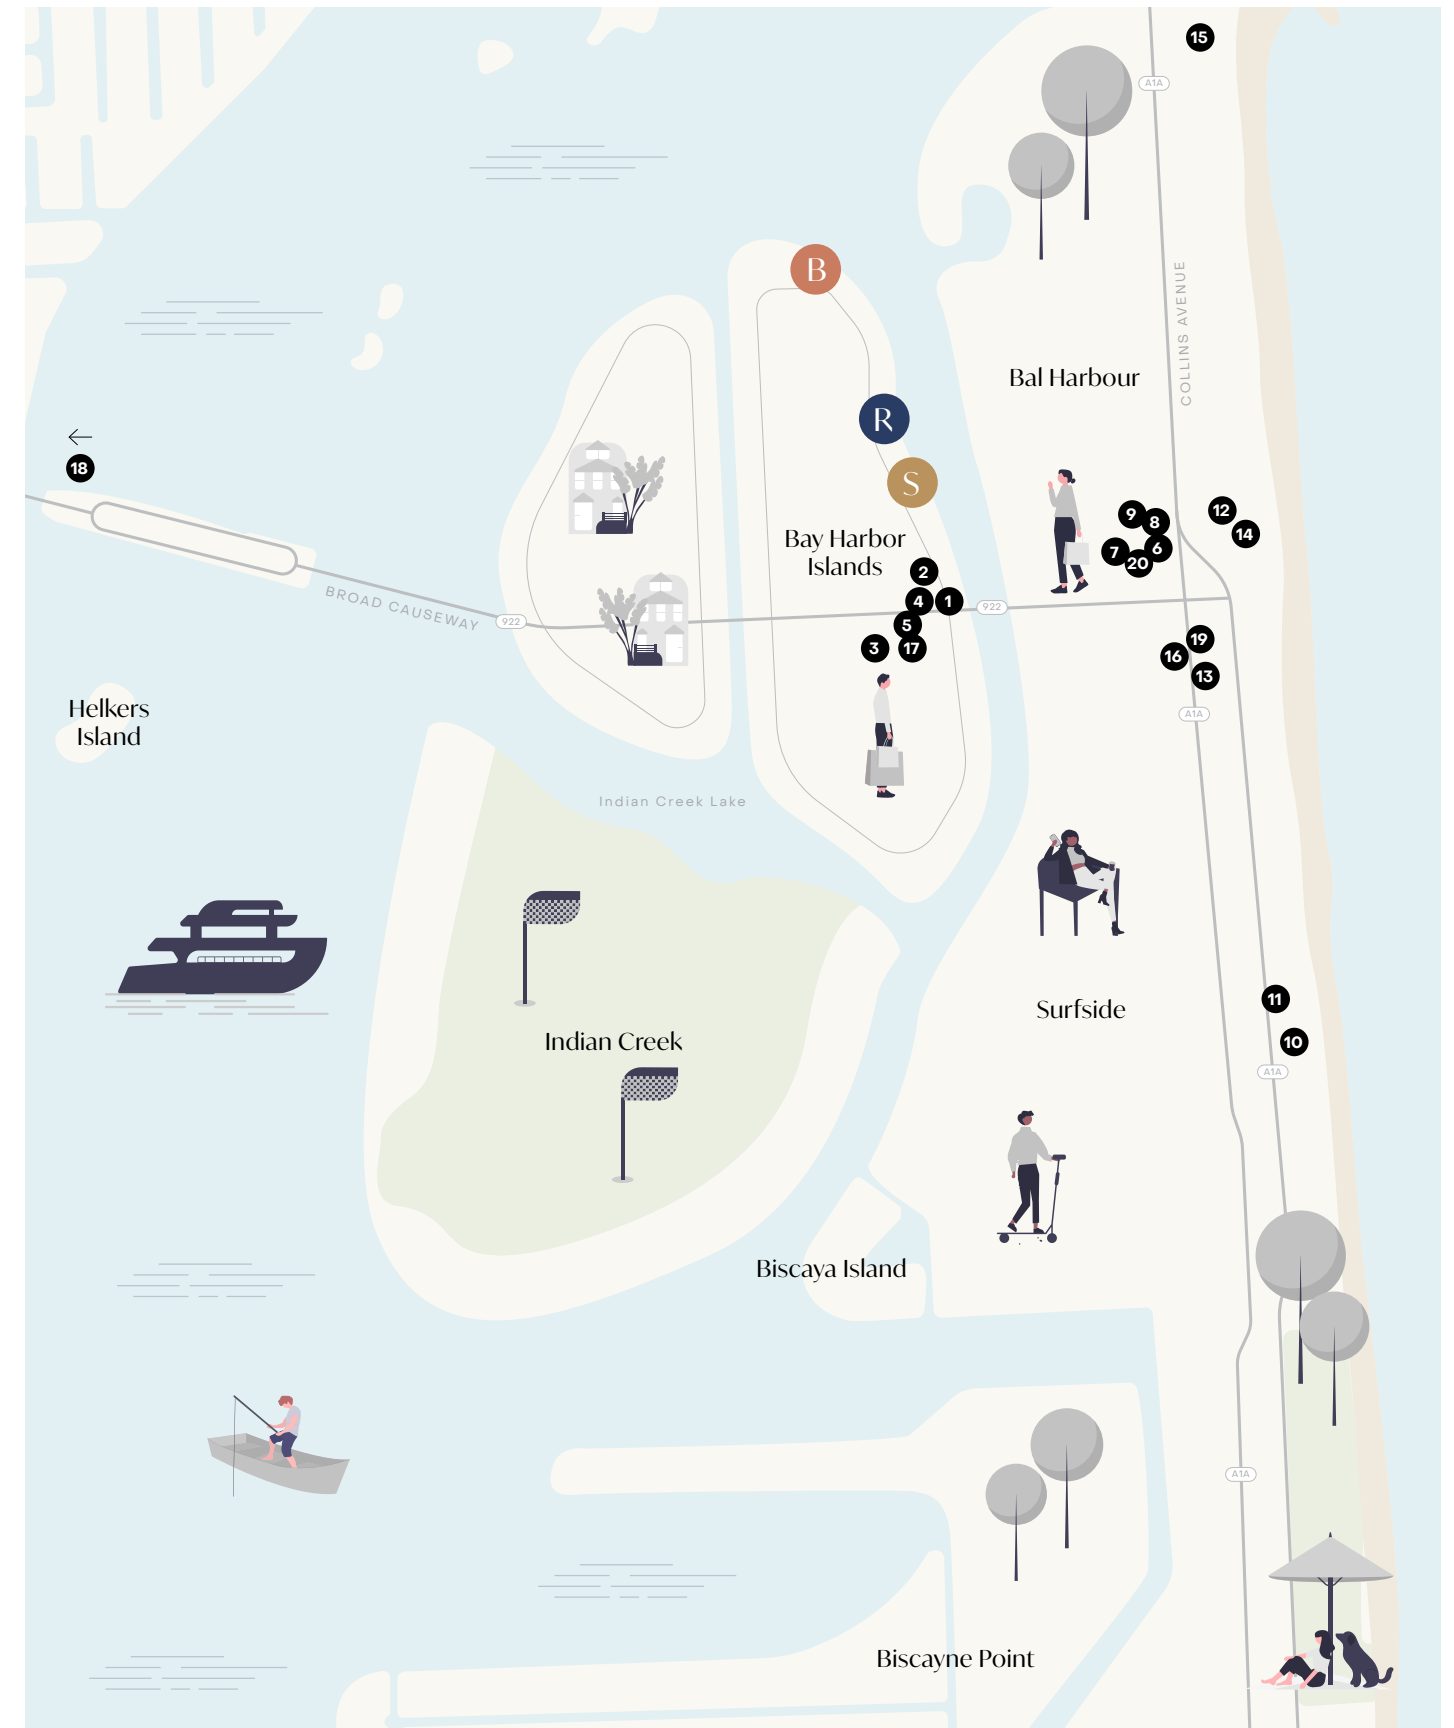 15
A1A
B
COLLINS AVENUE
Bal Harbour
R
18
S
9
8
12
14
7
6
20
Bay Harbor
Islands
2
4
1
922
BROAD CAUSEWAY
922
5
3
17
19
16
13
A1A
Helkers
Island
Indian Creek Lake
11
Surfside
10
Indian Creek
A1A
Biscaya Island
A1A
Biscayne Point